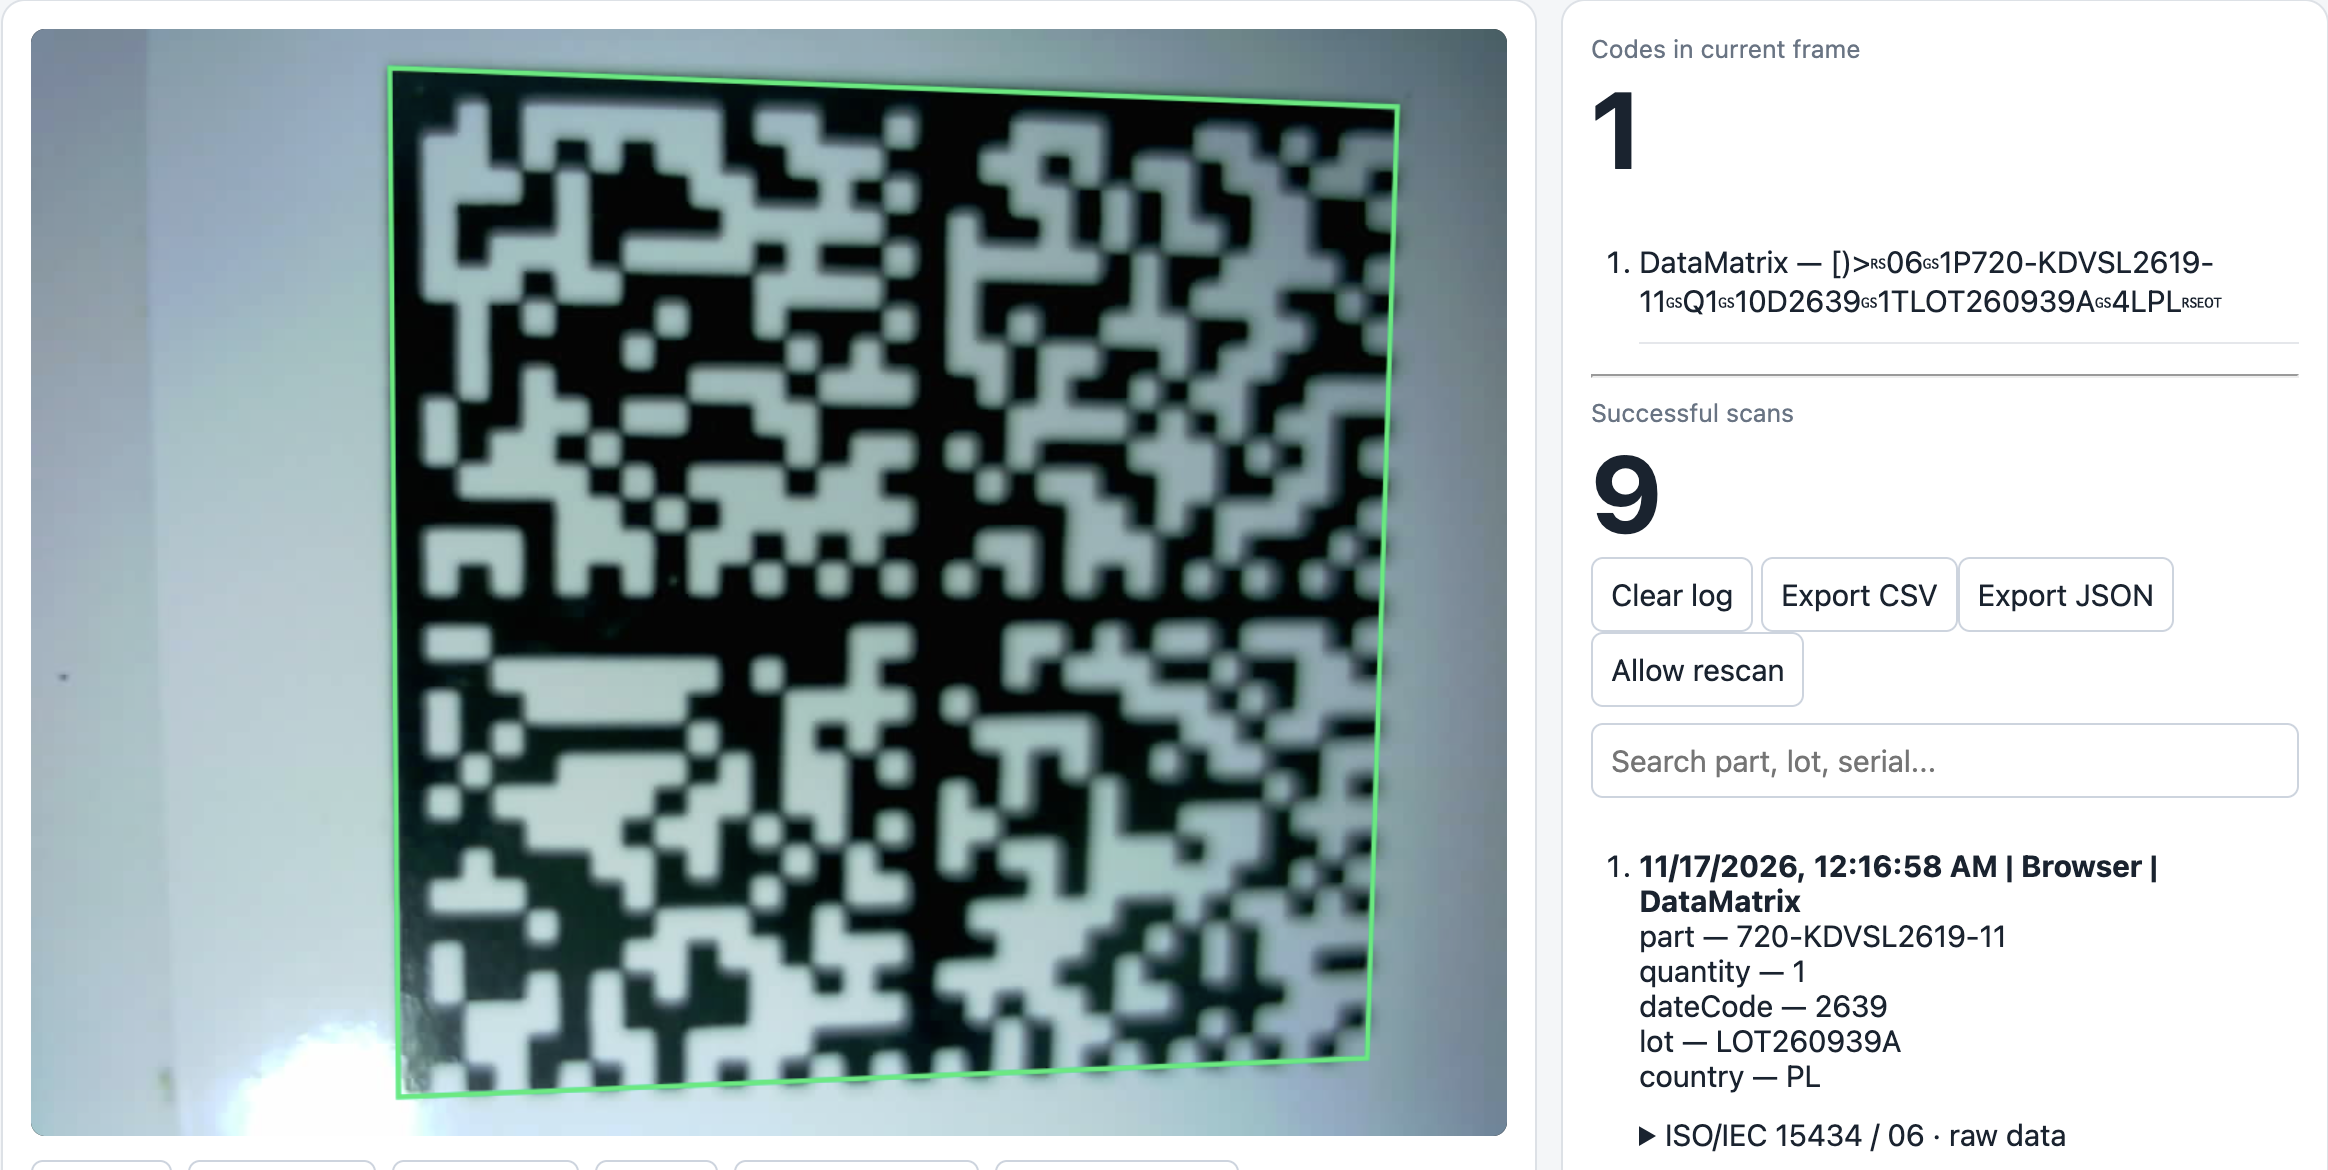 Codes in current frame
1
1. DataMatrix — [)>RS06GS1P720-KDVSL2619-
11GSQ1GS10D2639GS1TLOT260939AGS4LPLRSEOT
Successful scans
9
Clear log
Export CSV
Export JSON
Allow rescan
Search part, lot, serial...
1. 11/17/2026, 12:16:58 AM | Browser |
DataMatrix
part — 720-KDVSL2619-11
quantity — 1
dateCode — 2639
lot — LOT260939A
country — PL
▶ ISO/IEC 15434 / 06 · raw data